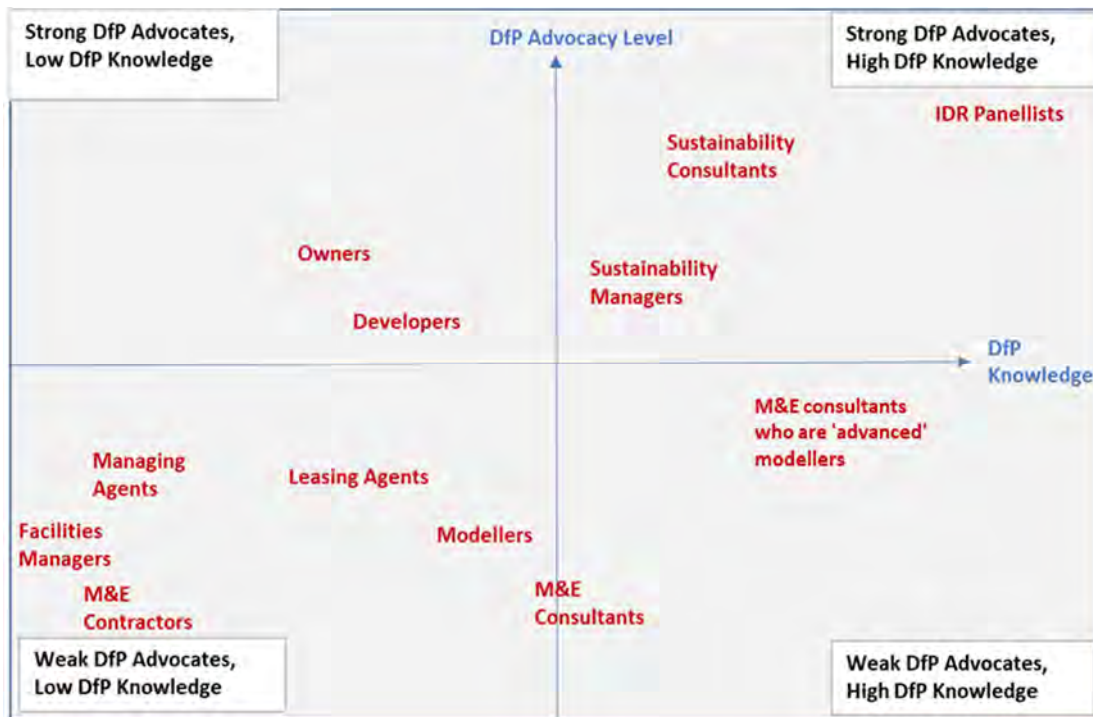 Strong DfP Advocates,
Low DfP Knowledge
DfP Advocacy Level
Strong DfP Advocates,
High DfP Knowledge
IDR Panellists
Sustainability
Consultants
Owners
Sustainability
Managers
Developers
DfP
Knowledge
M&E consultants
who are 'advanced'
modellers
Managing
Agents
Leasing Agents
Facilities
Managers
Modellers
M&E
Contractors
M&E
Consultants
Weak DfP Advocates,
Low DfP Knowledge
Weak DfP Advocates,
High DfP Knowledge